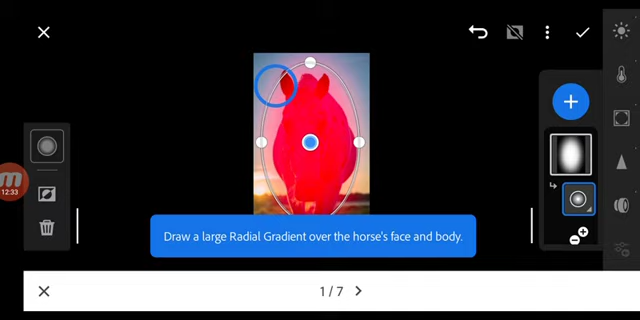 12:33
Draw a large Radial Gradient over the horse's face and body.
1 / 7